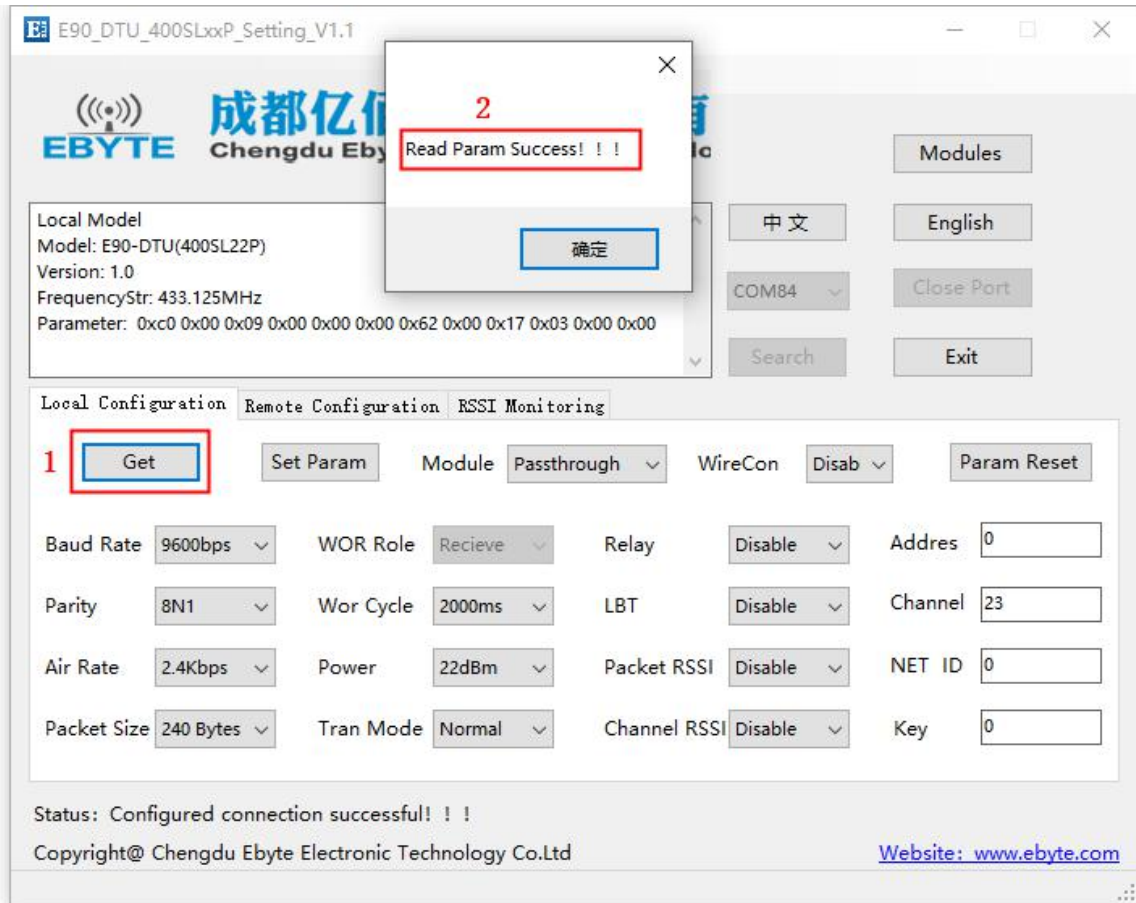 E90_DTU_400SLxxP_Setting_V1.1
EBYTE
成都亿佰
Chengdu Eby
有
2
Read Param Success！！！
确定
Modules
Local Model
Model: E90-DTU(400SL22P)
Version: 1.0
FrequencyStr: 433.125MHz
Parameter: 0xc0 0x00 0x09 0x00 0x00 0x00 0x62 0x00 0x17 0x03 0x00 0x00
中文 English
COM84 Close Port
Search Exit
Local Configuration Remote Configuration RSSI Monitoring
1 Get Set Param Module Passthrough WireCon Disab Param Reset
Baud Rate 9600bps WOR Role Recieve Relay Disable Addres 0
Parity 8N1 Wor Cycle 2000ms LBT Disable Channel 23
Air Rate 2.4Kbps Power 22dBm Packet RSSI Disable NET ID 0
Packet Size 240 Bytes Tran Mode Normal Channel RSSI Disable Key 0
Status: Configured connection successful！！！
Copyright@ Chengdu Ebyte Electronic Technology Co.Ltd
Website: www.ebyte.com